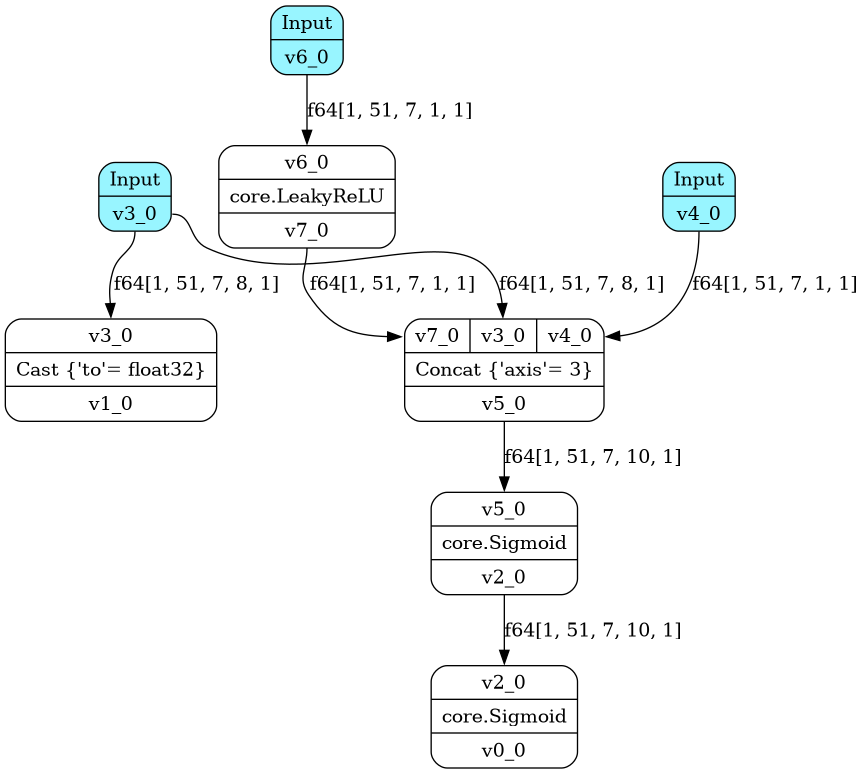 Input
v6_0
f64[1, 51, 7, 1, 1]
v6_0
core.LeakyReLU
v7_0
Input
v3_0
Input
v4_0
f64[1, 51, 7, 8, 1]
f64[1, 51, 7, 1, 1]
f64[1, 51, 7, 8, 1]
f64[1, 51, 7, 1, 1]
v3_0
Cast {'to'= float32}
v1_0
v7_0 v3_0 v4_0
Concat {'axis'= 3}
v5_0
f64[1, 51, 7, 10, 1]
v5_0
core.Sigmoid
v2_0
f64[1, 51, 7, 10, 1]
v2_0
core.Sigmoid
v0_0